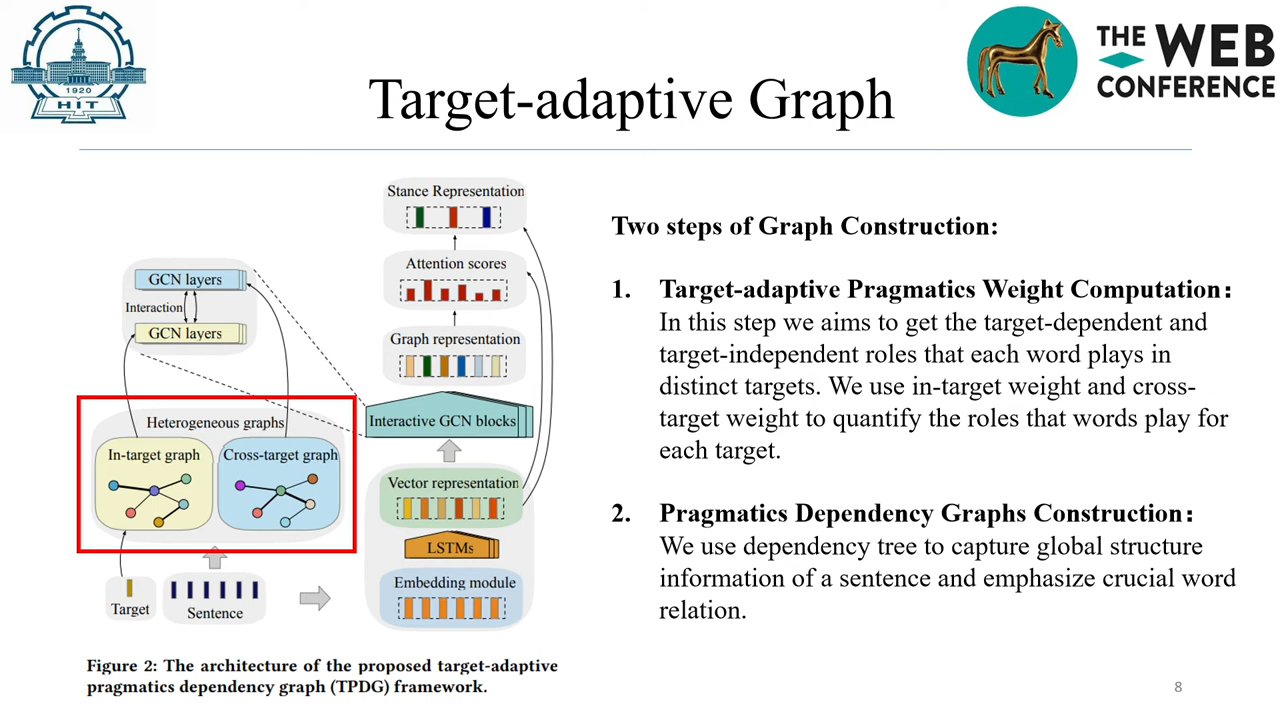 1920
HIT
THE WEB
CONFERENCE
Target-adaptive Graph
Stance Representation
Attention scores
Graph representation
Interactive GCN blocks
Vector representation
LSTMs
Embedding module
GCN layers
Interaction
GCN layers
Heterogeneous graphs
In-target graph
Cross-target graph
Target
Sentence
Figure 2: The architecture of the proposed target-adaptive
pragmatics dependency graph (TPDG) framework.
Two steps of Graph Construction:
1. Target-adaptive Pragmatics Weight Computation：
In this step we aims to get the target-dependent and
target-independent roles that each word plays in
distinct targets. We use in-target weight and cross-
target weight to quantify the roles that words play for
each target.
2. Pragmatics Dependency Graphs Construction：
We use dependency tree to capture global structure
information of a sentence and emphasize crucial word
relation.
8